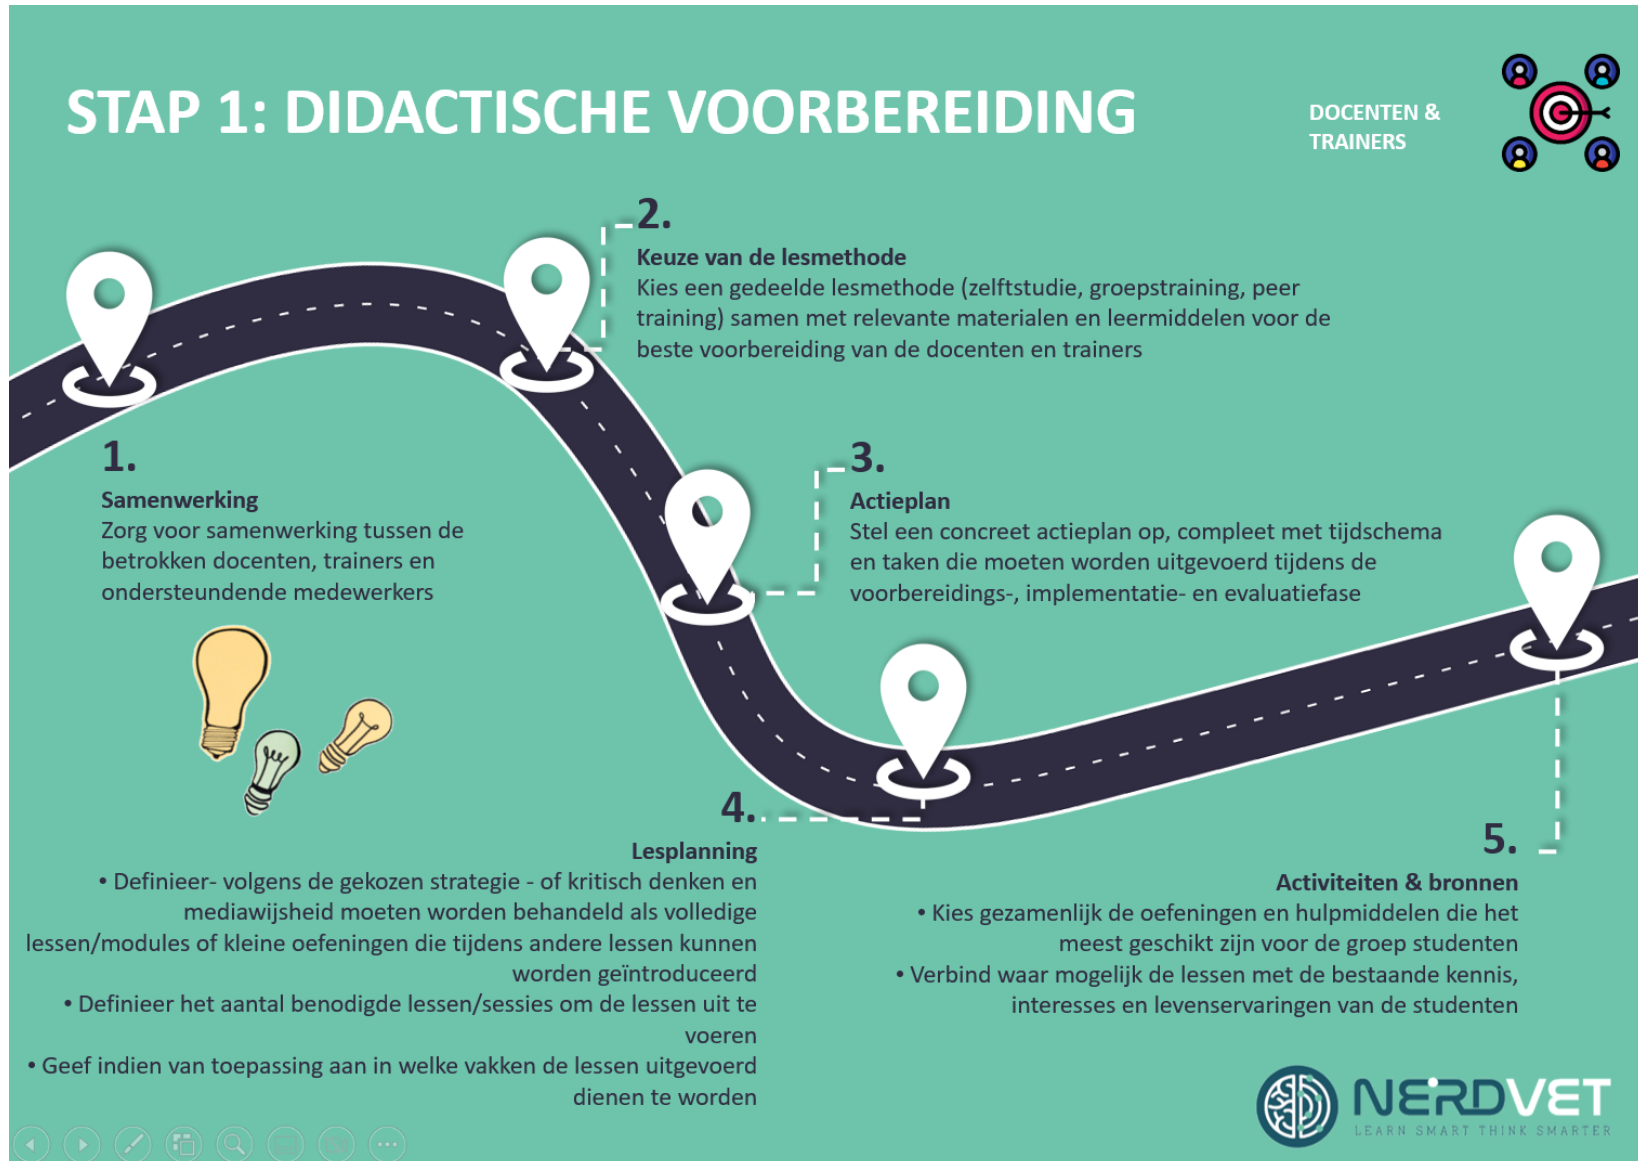 STAP 1: DIDACTISCHE VOORBEREIDING
DOCENTEN &
TRAINERS
1.
Samenwerking
Zorg voor samenwerking tussen de
betrokken docenten, trainers en
ondersteundende medewerkers
2.
Keuze van de lesmethode
Kies een gedeelde lesmethode (zelftstudie, groepstraining, peer
training) samen met relevante materialen en leermiddelen voor de
beste voorbereiding van de docenten en trainers
3.
Actieplan
Stel een concreet actieplan op, compleet met tijdschema
en taken die moeten worden uitgevoerd tijdens de
voorbereidings-, implementatie- en evaluatiefase
4.
Lesplanning
• Definieer- volgens de gekozen strategie - of kritisch denken en
mediawijsheid moeten worden behandeld als volledige
lessen/modules of kleine oefeningen die tijdens andere lessen kunnen
worden geïntroduceerd
• Definieer het aantal benodigde lessen/sessies om de lessen uit te
voeren
• Geef indien van toepassing aan in welke vakken de lessen uitgevoerd
dienen te worden
5.
Activiteiten & bronnen
• Kies gezamenlijk de oefeningen en hulpmiddelen die het
meest geschikt zijn voor de groep studenten
• Verbind waar mogelijk de lessen met de bestaande kennis,
interesses en levenservaringen van de studenten
NERDVET
LEARN SMART THINK SMARTER